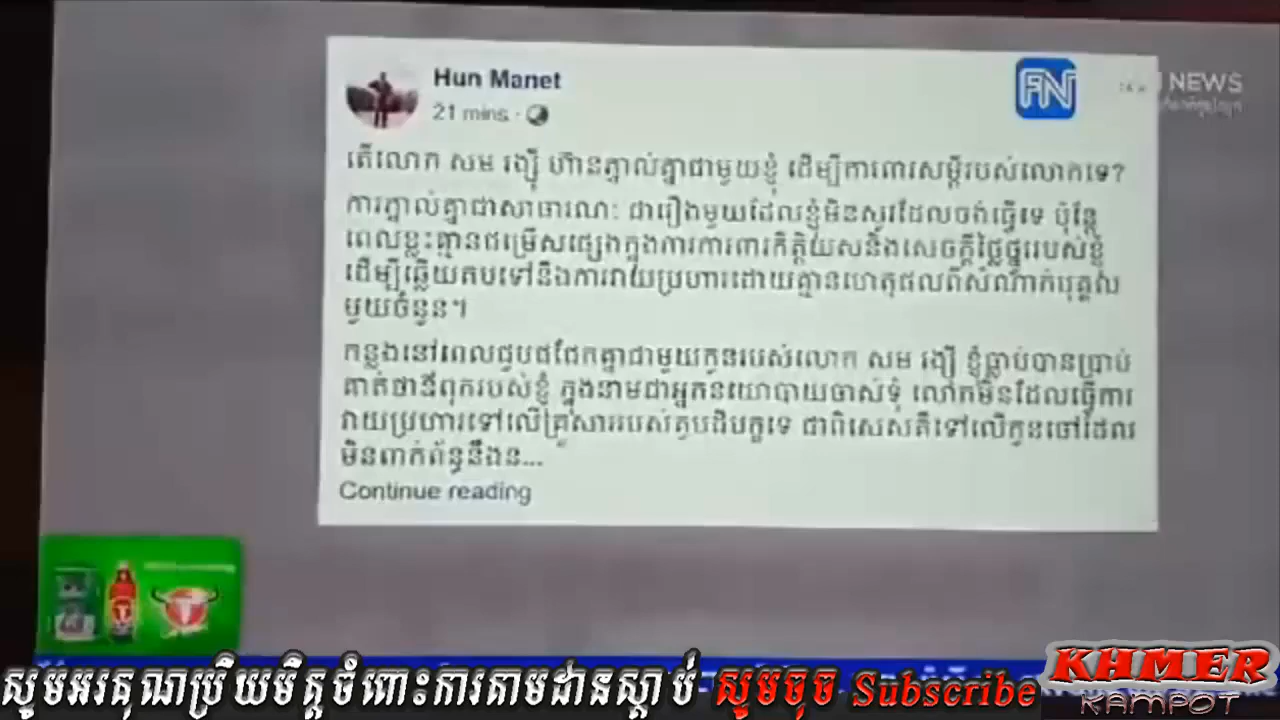 Hun Manet
21 mins
FN
NEWS
តើលោក សម រង្ស៊ី ហ៊ានភ្នាល់គ្នាជាមួយខ្ញុំ ដើម្បីការពារសម្ដីរបស់លោកទេ?
ការភ្នាល់គ្នាជាសាធារណៈ ជារឿងមួយដែលខ្ញុំមិនសូវដែលចង់ធ្វើទេ ប៉ុន្តែ
ពេលខ្លះគ្មានជម្រើសផ្សេងក្នុងការការពារកិត្តិយសនិងសេចក្ដីថ្លៃថ្នូររបស់ខ្ញុំ
ដើម្បីឆ្លើយតបទៅនឹងការវាយប្រហារដោយគ្មានហេតុផលពីសំណាក់បុគ្គល
មួយចំនួន។
កន្លងនៅពេលជួបជជែកគ្នាជាមួយកូនរបស់លោក សម រង្ស៊ី ខ្ញុំធ្លាប់បានប្រាប់
គាត់ថាឪពុករបស់ខ្ញុំ ក្នុងនាមជាអ្នកនយោបាយចាស់ទុំ លោកមិនដែលធ្វើការ
វាយប្រហារទៅលើគ្រួសាររបស់គូបដិបក្ខទេ ជាពិសេសគឺទៅលើកូនចៅដែល
មិនពាក់ព័ន្ធនឹងន...
Continue reading
សូមអរគុណប្រិយមិត្តចំពោះការតាមដានស្ដាប់ សូមចុច Subscribe
KHMER
KAMPOT